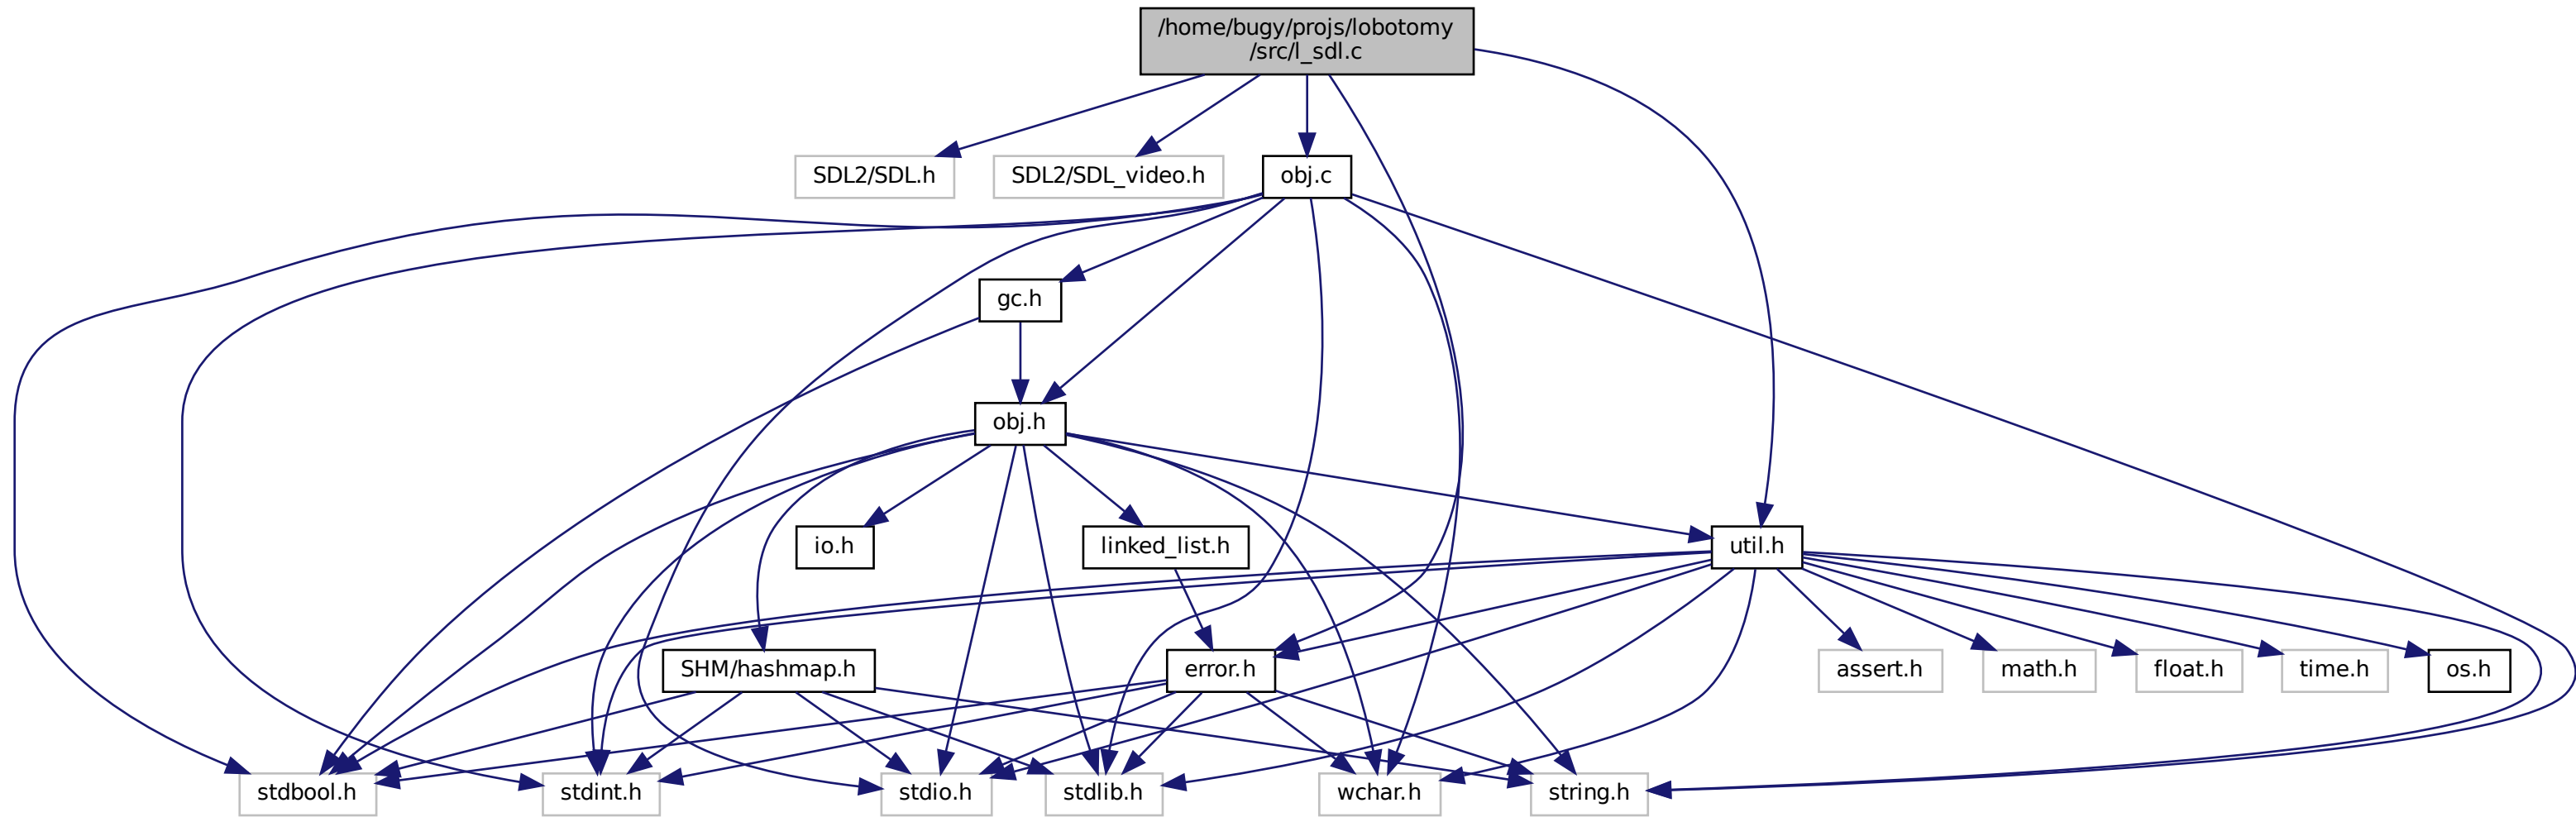 /home/bugy/projs/lobotomy
/src/l_sdl.c
SDL2/SDL.h
SDL2/SDL_video.h
obj.c
gc.h
obj.h
io.h
linked_list.h
util.h
SHM/hashmap.h
error.h
assert.h
math.h
float.h
time.h
os.h
stdbool.h
stdint.h
stdio.h
stdlib.h
wchar.h
string.h